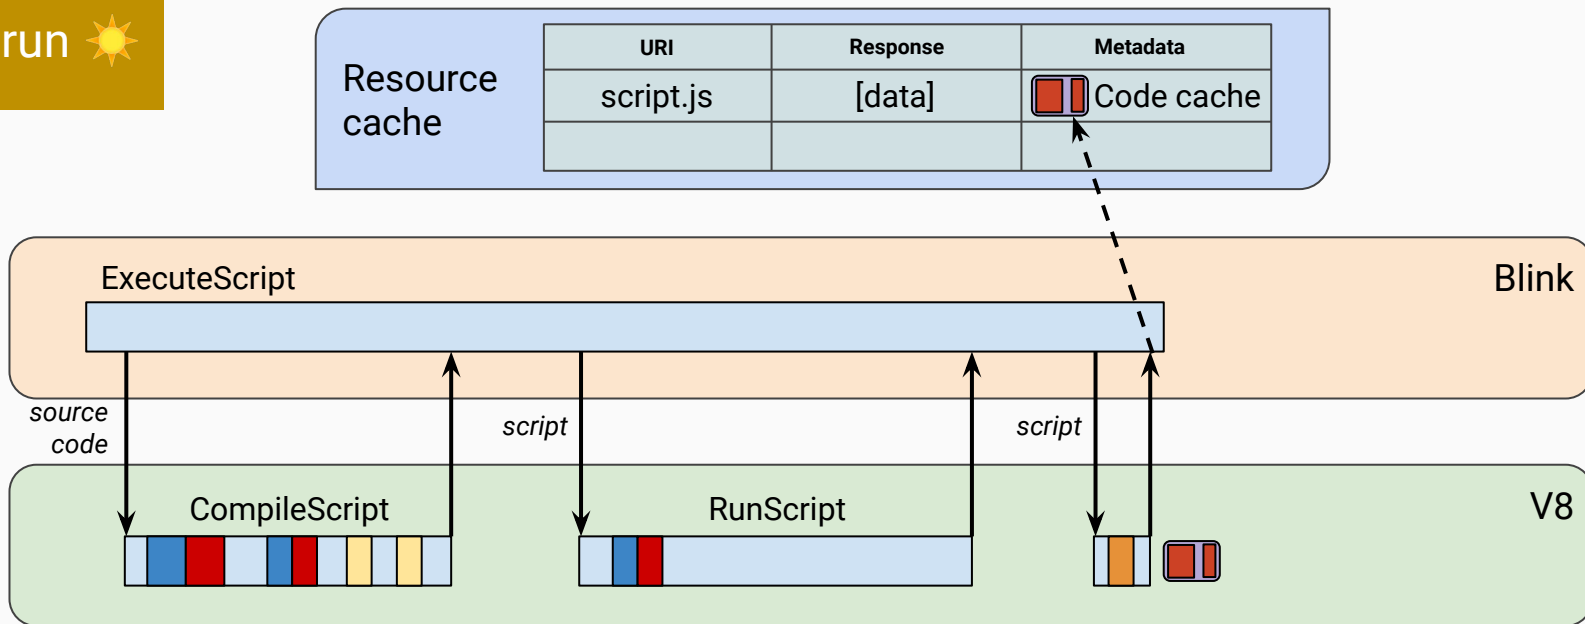 run
Resource
cache
URI Response Metadata
script.js [data] Code cache
ExecuteScript
Blink
source
code
script
script
CompileScript
RunScript
V8